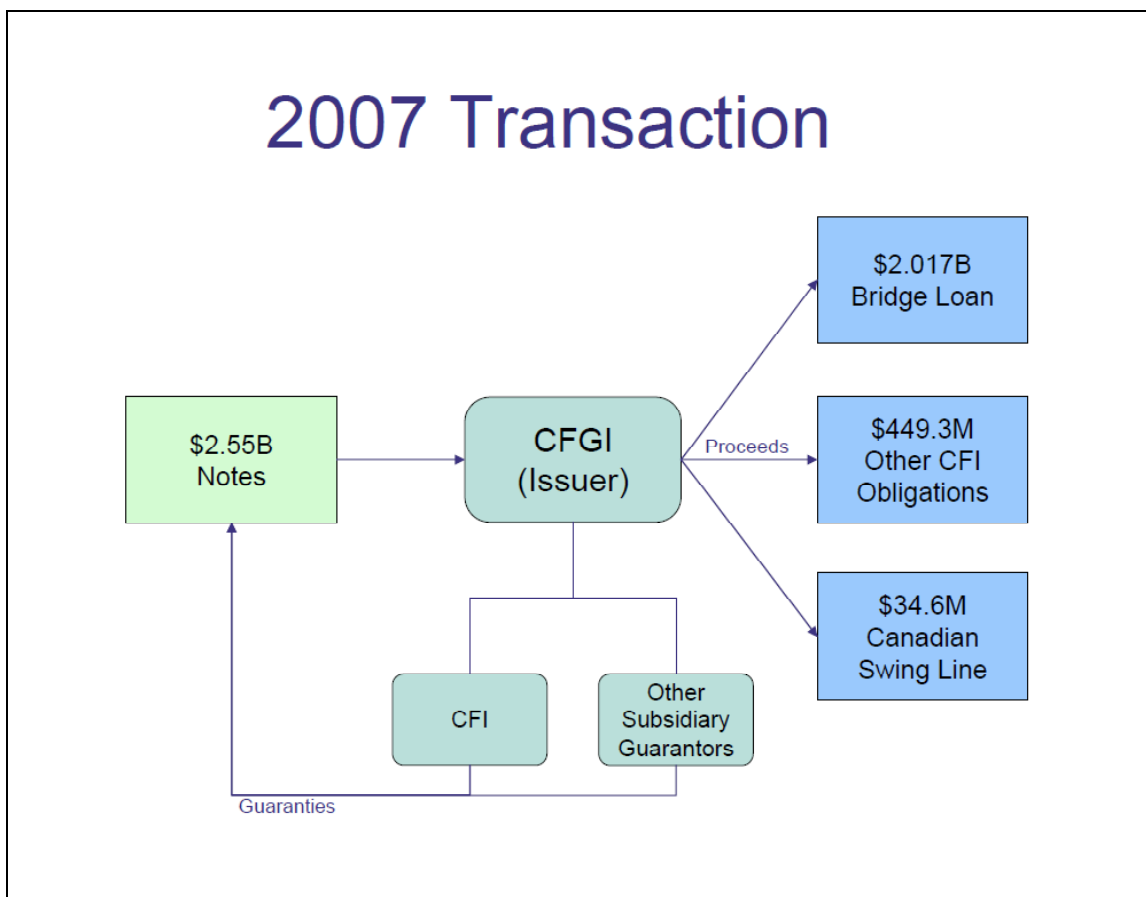 2007 Transaction
$2.017B
Bridge Loan
$2.55B
Notes
CFGI
(Issuer)
Proceeds
$449.3M
Other CFI
Obligations
$34.6M
Canadian
Swing Line
CFI
Other
Subsidiary
Guarantors
Guaranties